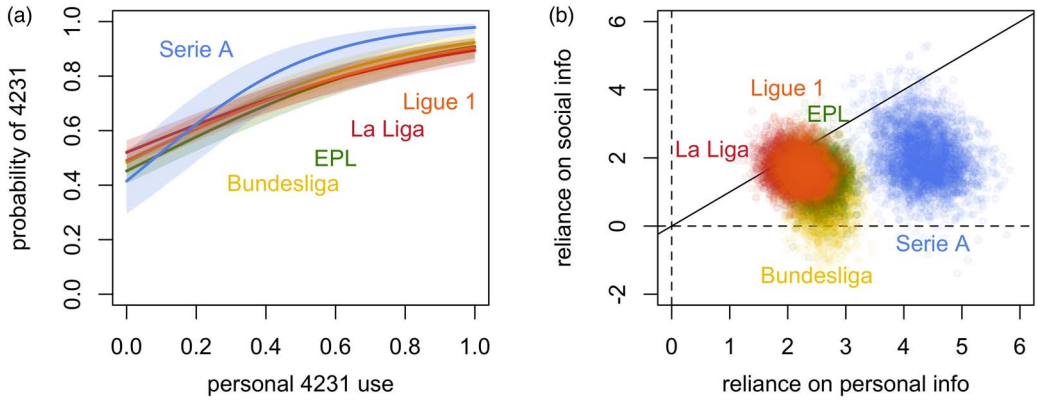 (a)
probability of 4231
1.0
0.8
0.6
0.4
0.2
0.0
Serie A
Ligue 1
La Liga
EPL
Bundesliga
0.0 0.2 0.4 0.6 0.8 1.0
personal 4231 use
(b)
reliance on social info
6
4
2
0
-2
Ligue 1
EPL
La Liga
Serie A
Bundesliga
0 1 2 3 4 5 6
reliance on personal info